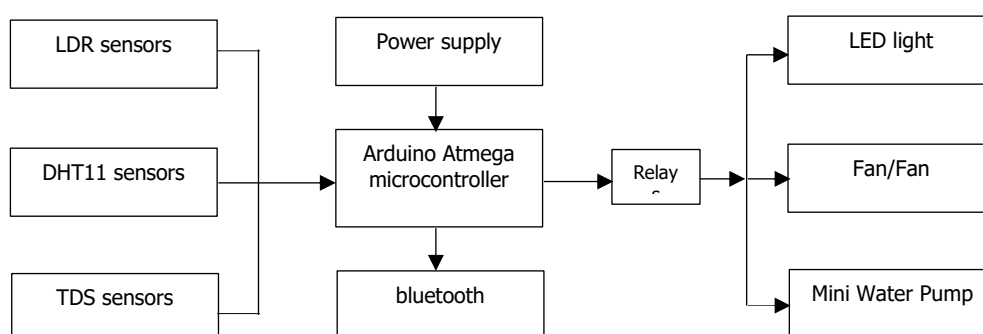 LDR sensors
Power supply
LED light
DHT11 sensors
Arduino Atmega
microcontroller
Relay
Fan/Fan
TDS sensors
bluetooth
Mini Water Pump